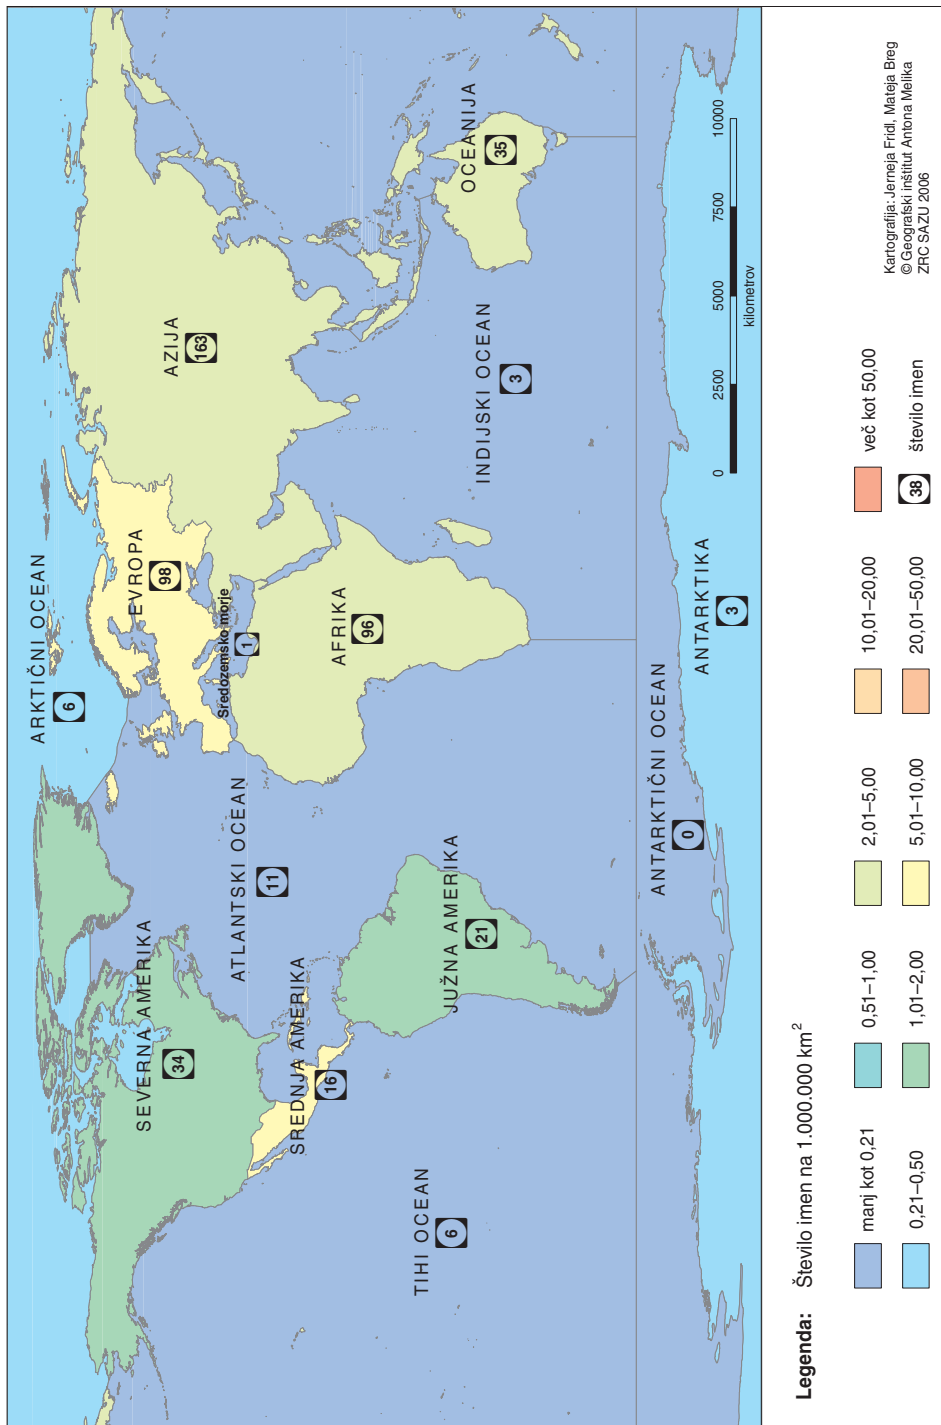 ARKTIČNI OCEAN
6
SEVERNA AMERIKA
34
EVROPA
98
AZIJA
163
Sredozemsko morje
1
ATLANTSKI OCEAN
11
SREDNJA AMERIKA
16
AFRIKA
96
TIHI OCEAN
6
JUŽNA AMERIKA
21
INDIJSKI OCEAN
3
OCEANIJA
35
ANTARKTIČNI OCEAN
0
ANTARKTIKA
3
0 2500 5000 7500 10000
kilometrov
Legenda: Število imen na 1.000.000 km²
manj kot 0,21
0,21–0,50
0,51–1,00
1,01–2,00
2,01–5,00
5,01–10,00
10,01–20,00
20,01–50,00
več kot 50,00
38 število imen
Kartografija: Jerneja Fridl, Mateja Breg
© Geografski inštitut Antona Melika
ZRC SAZU 2006